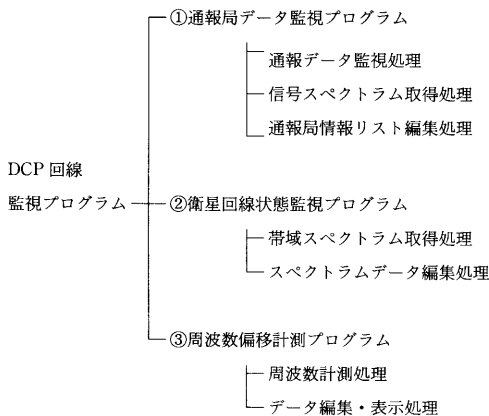 ①通報局データ監視プログラム
通報データ監視処理
信号スペクトラム取得処理
通報局情報リスト編集処理
DCP 回線
監視プログラム
②衛星回線状態監視プログラム
帯域スペクトラム取得処理
スペクトラムデータ編集処理
③周波数偏移計測プログラム
周波数計測処理
データ編集・表示処理